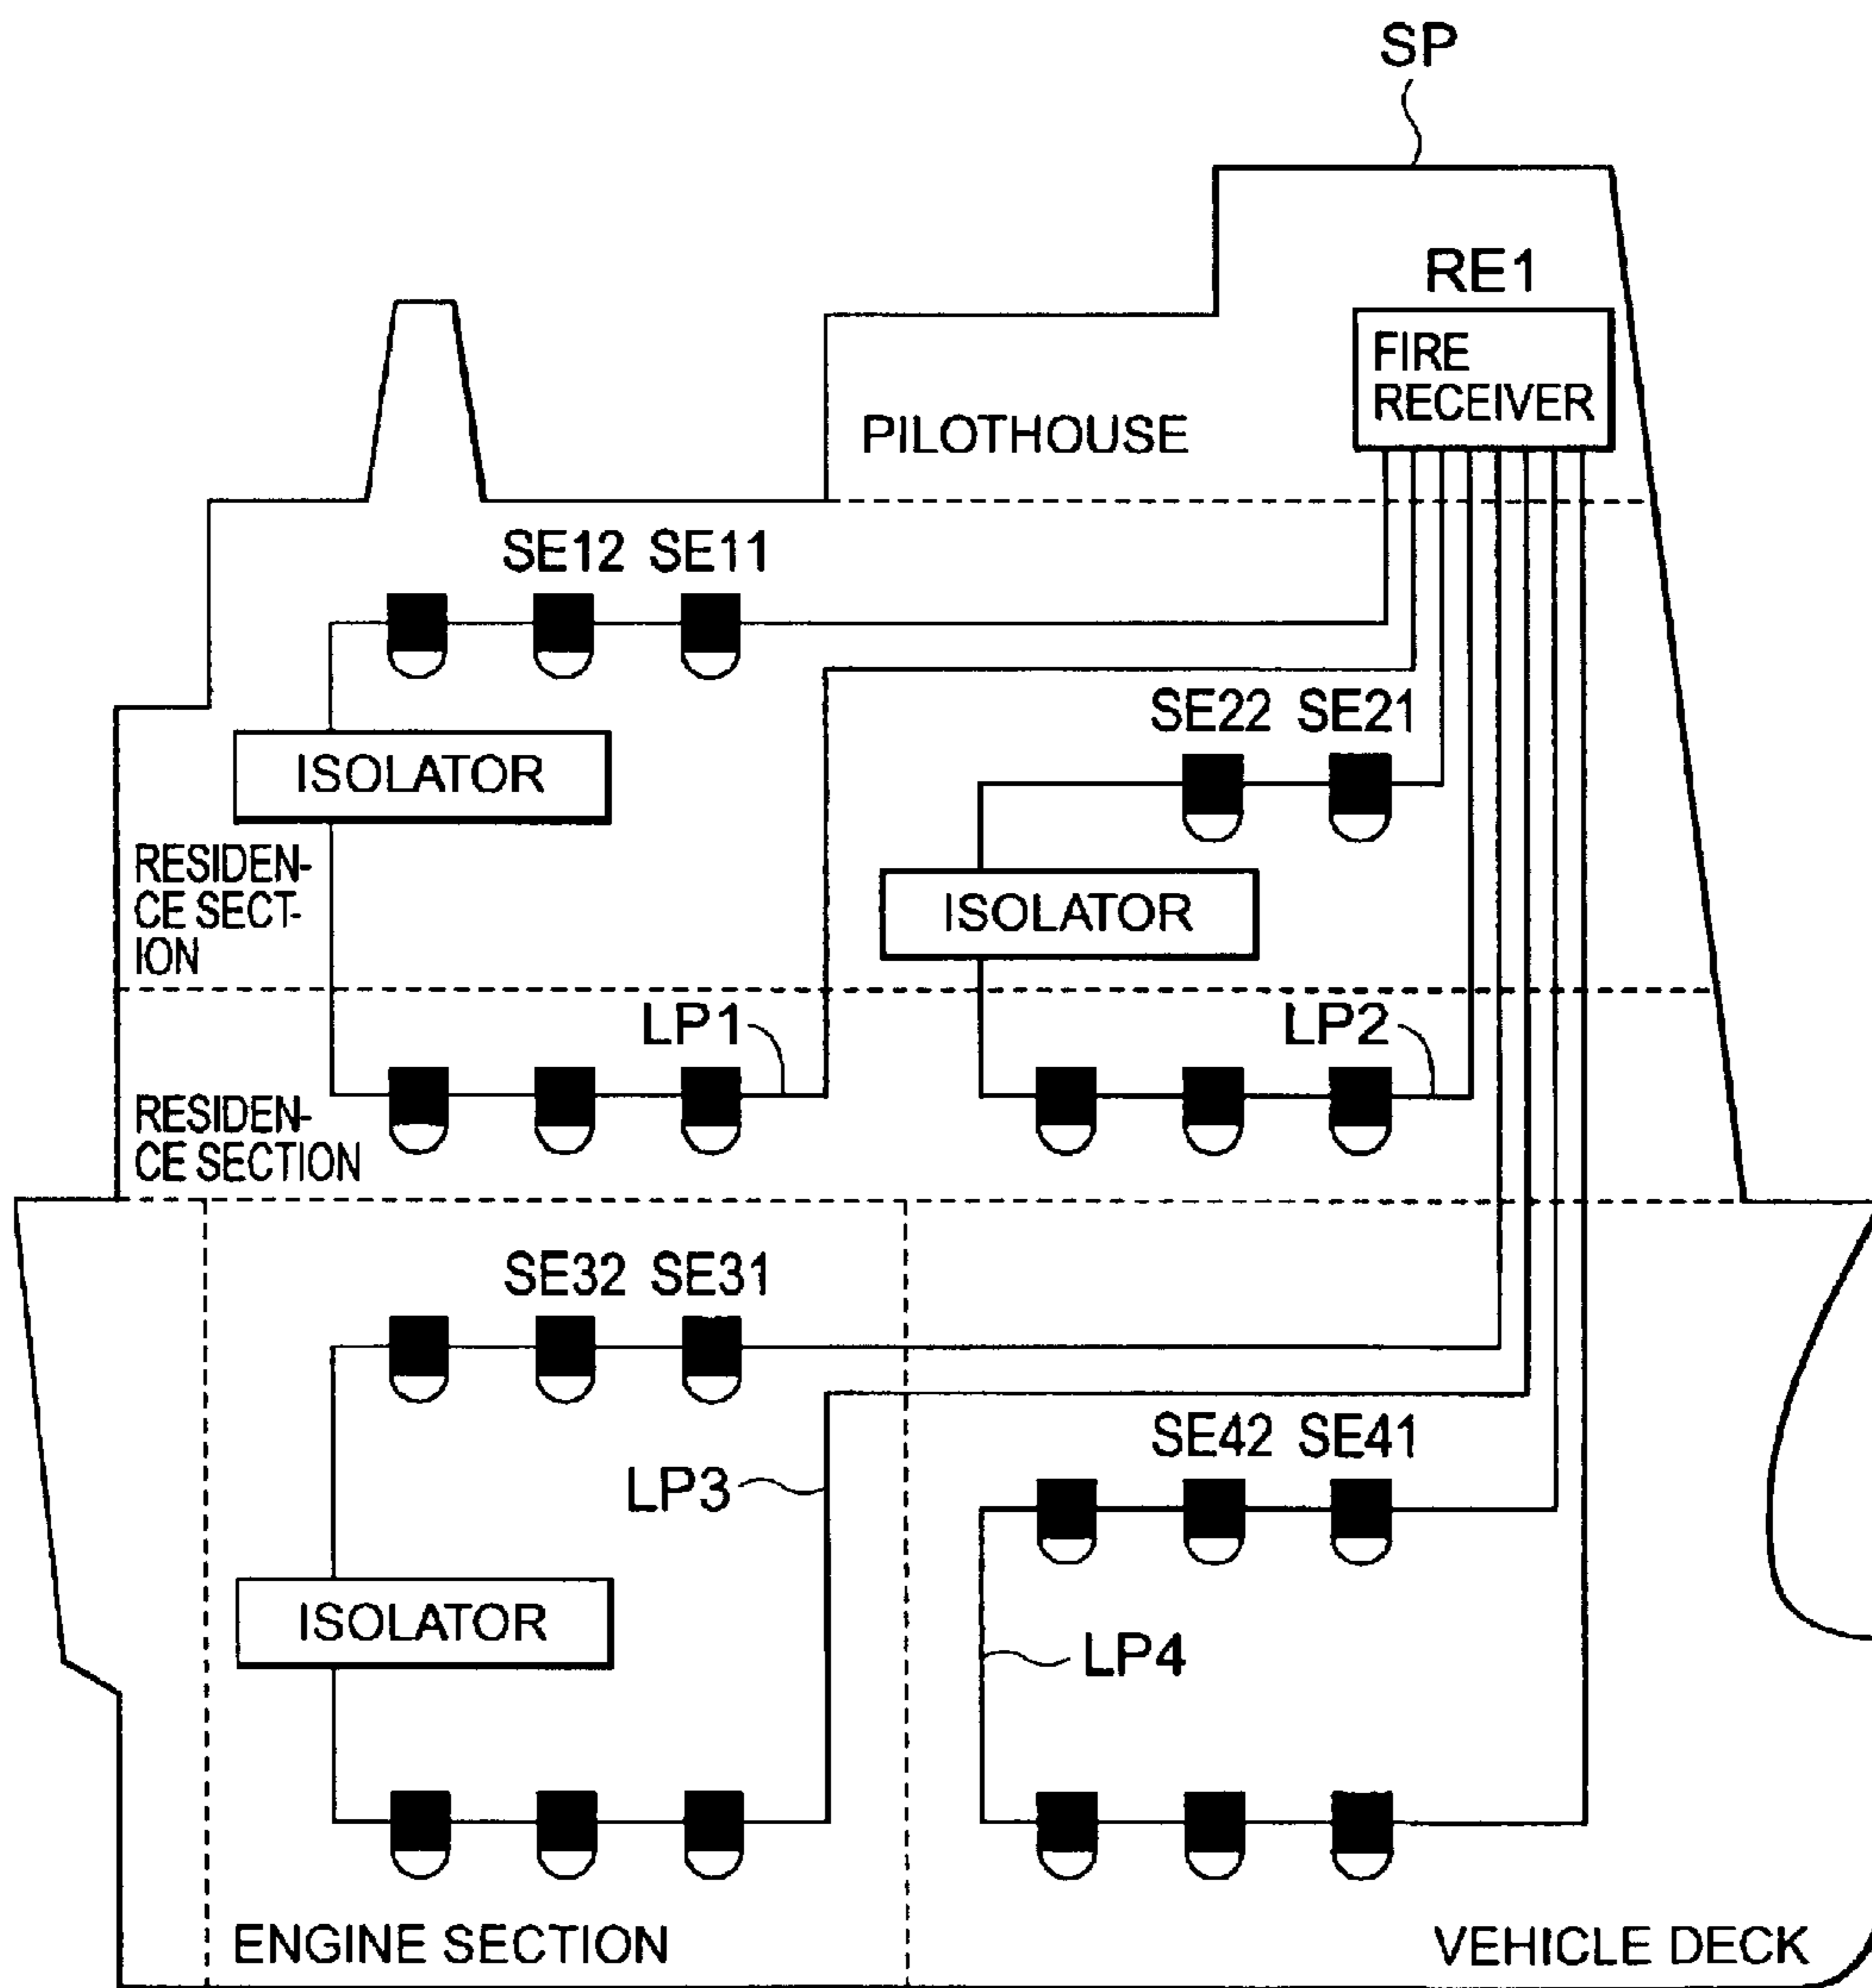 SP
RE1
FIRE
RECEIVER
PILOTHOUSE
SE12 SE11
SE22 SE21
ISOLATOR
RESIDEN-
CE SECT-
ION
ISOLATOR
LP1
LP2
RESIDEN-
CE SECTION
SE32 SE31
SE42 SE41
LP3
ISOLATOR
LP4
ENGINE SECTION
VEHICLE DECK